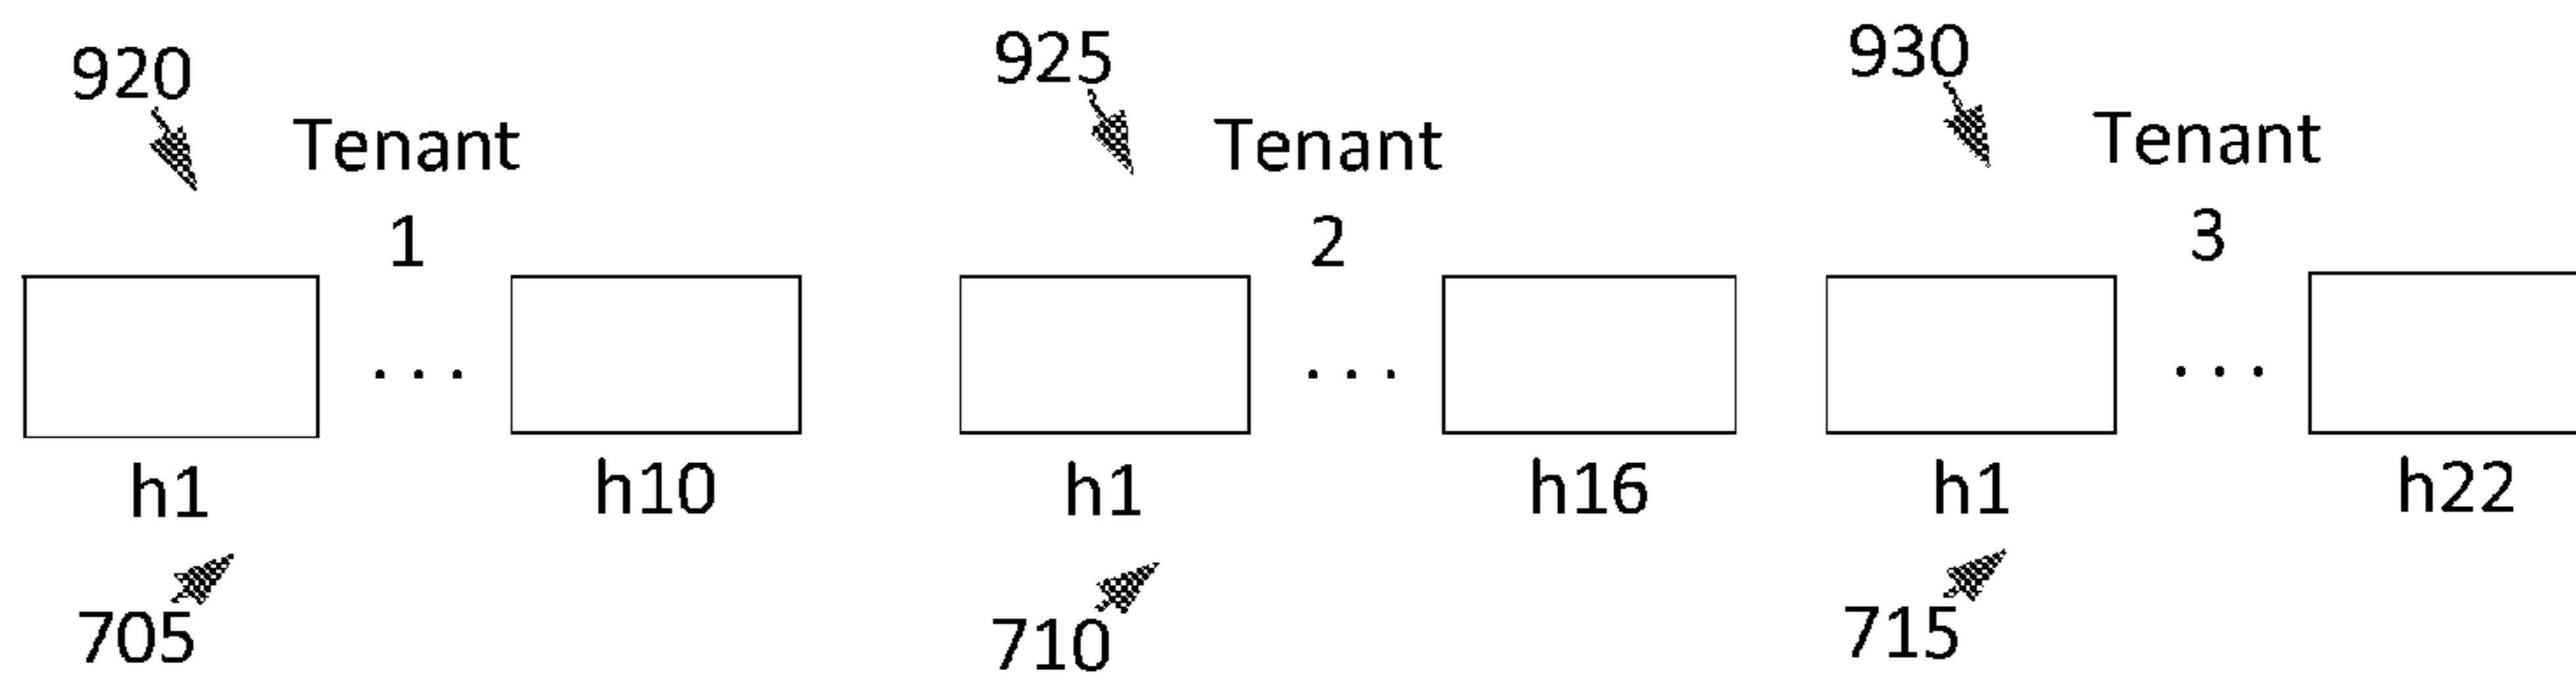 920 925 930
Tenant Tenant Tenant
1 2 3
... ... ...
h1 h10 h1 h16 h1 h22
705 710 715